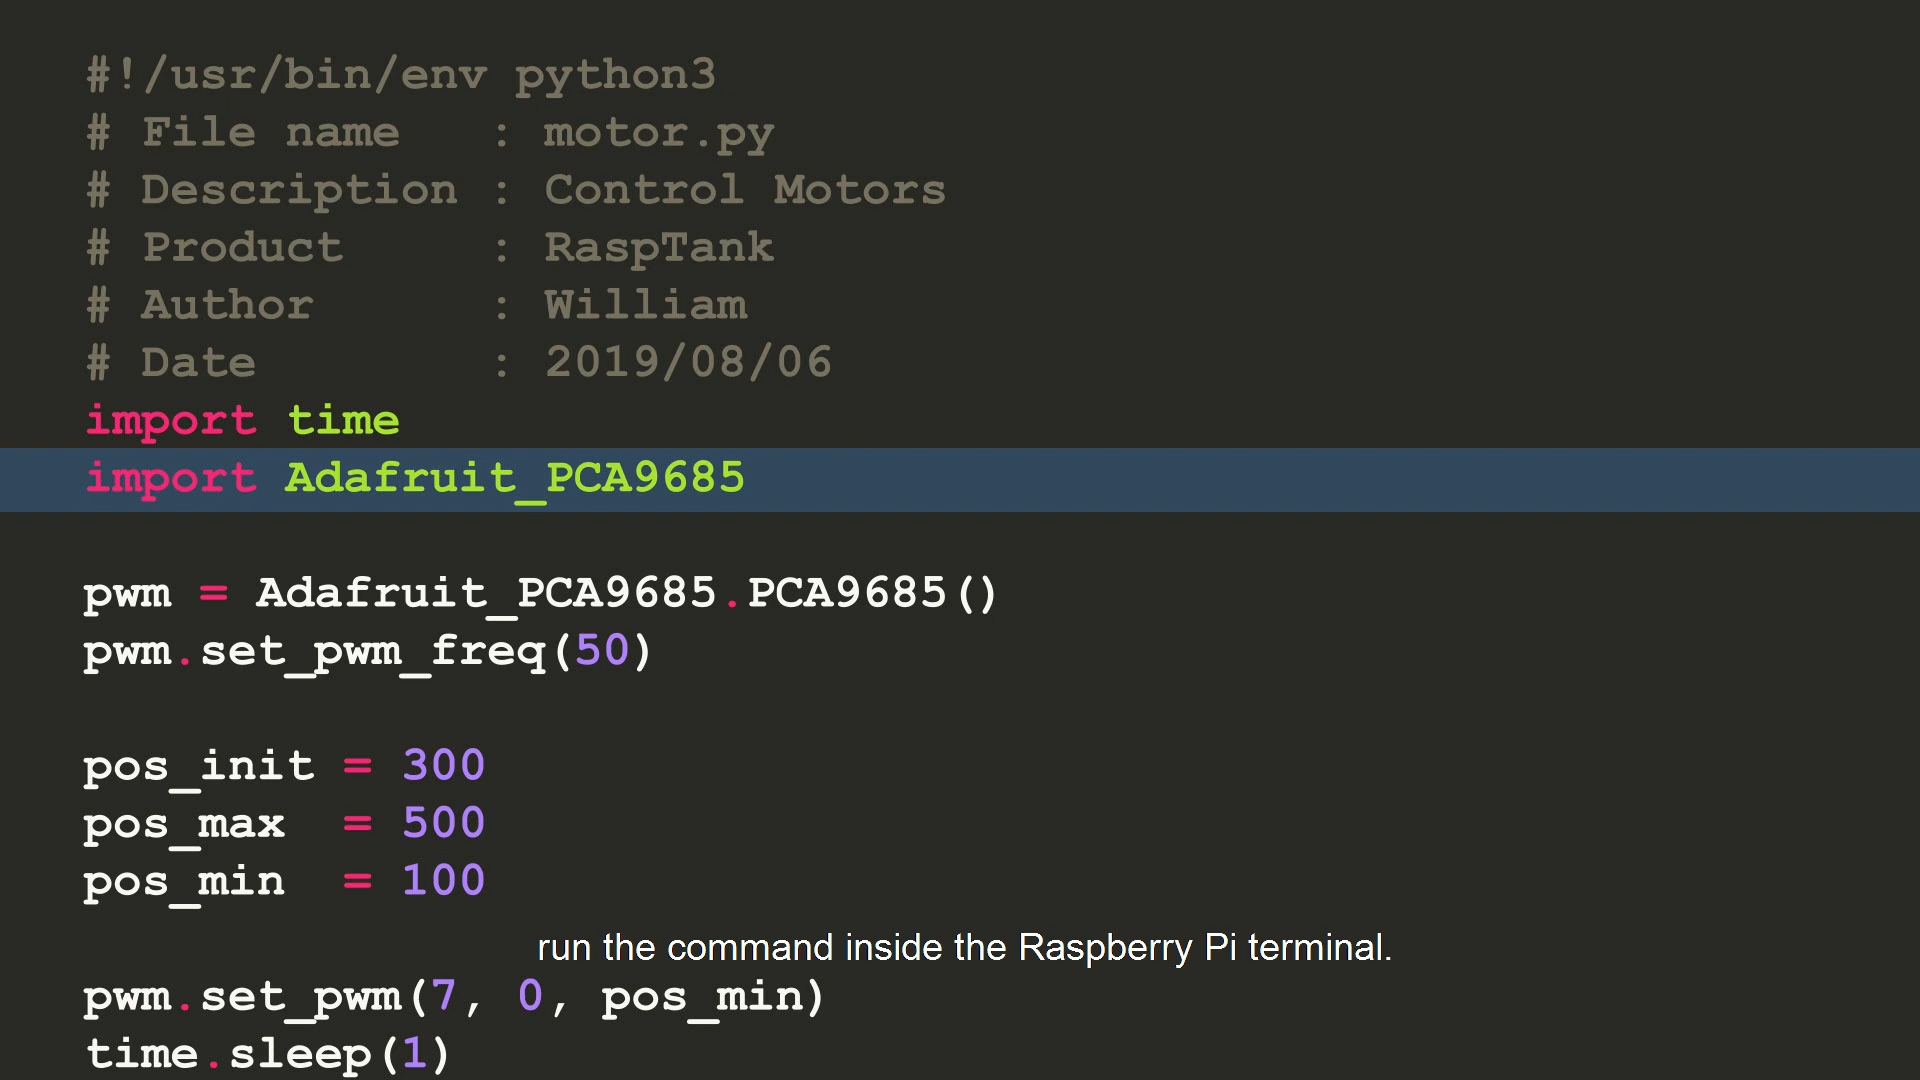 #!/usr/bin/env python3
# File name   : motor.py
# Description : Control Motors
# Product     : RaspTank
# Author      : William
# Date        : 2019/08/06
import time
import Adafruit_PCA9685
pwm = Adafruit_PCA9685.PCA9685()
pwm.set_pwm_freq(50)
pos_init = 300
pos_max  = 500
pos_min  = 100
run the command inside the Raspberry Pi terminal.
pwm.set_pwm(7, 0, pos_min)
time.sleep(1)